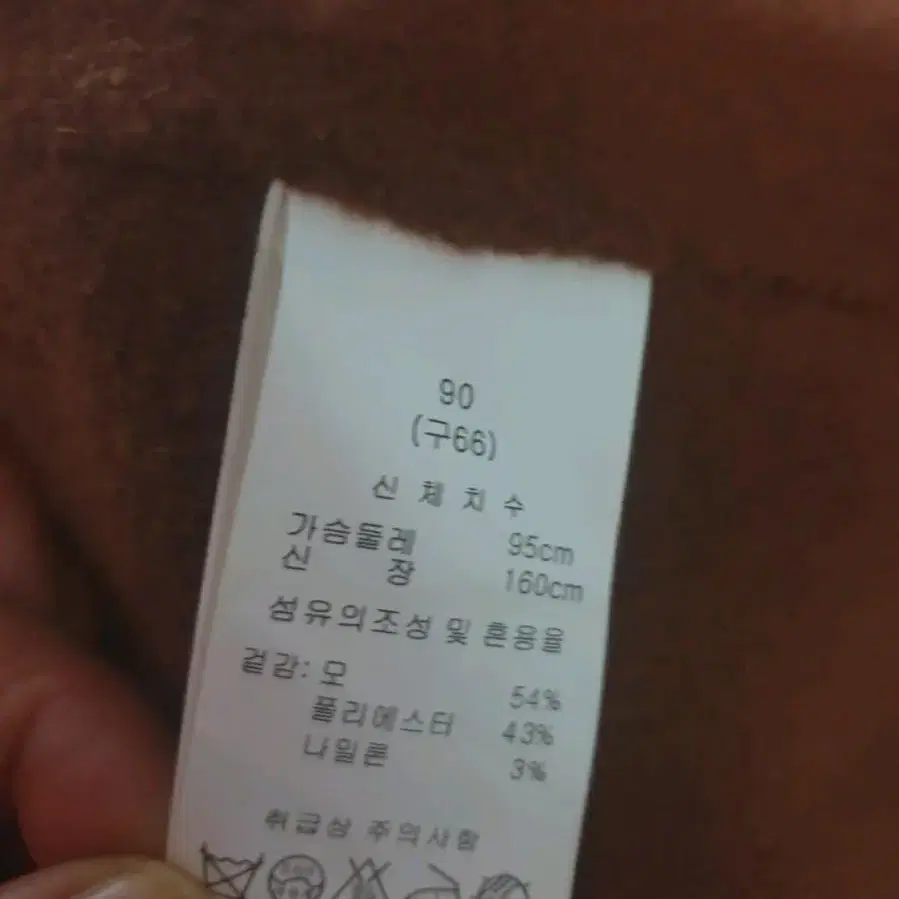 90
(구66)
신 체 치 수
가슴둘레 95cm
신 장 160cm
섬유의조성 및 혼용율
겉감: 모 54%
폴리에스터 43%
나일론 3%
취급상 주의사항